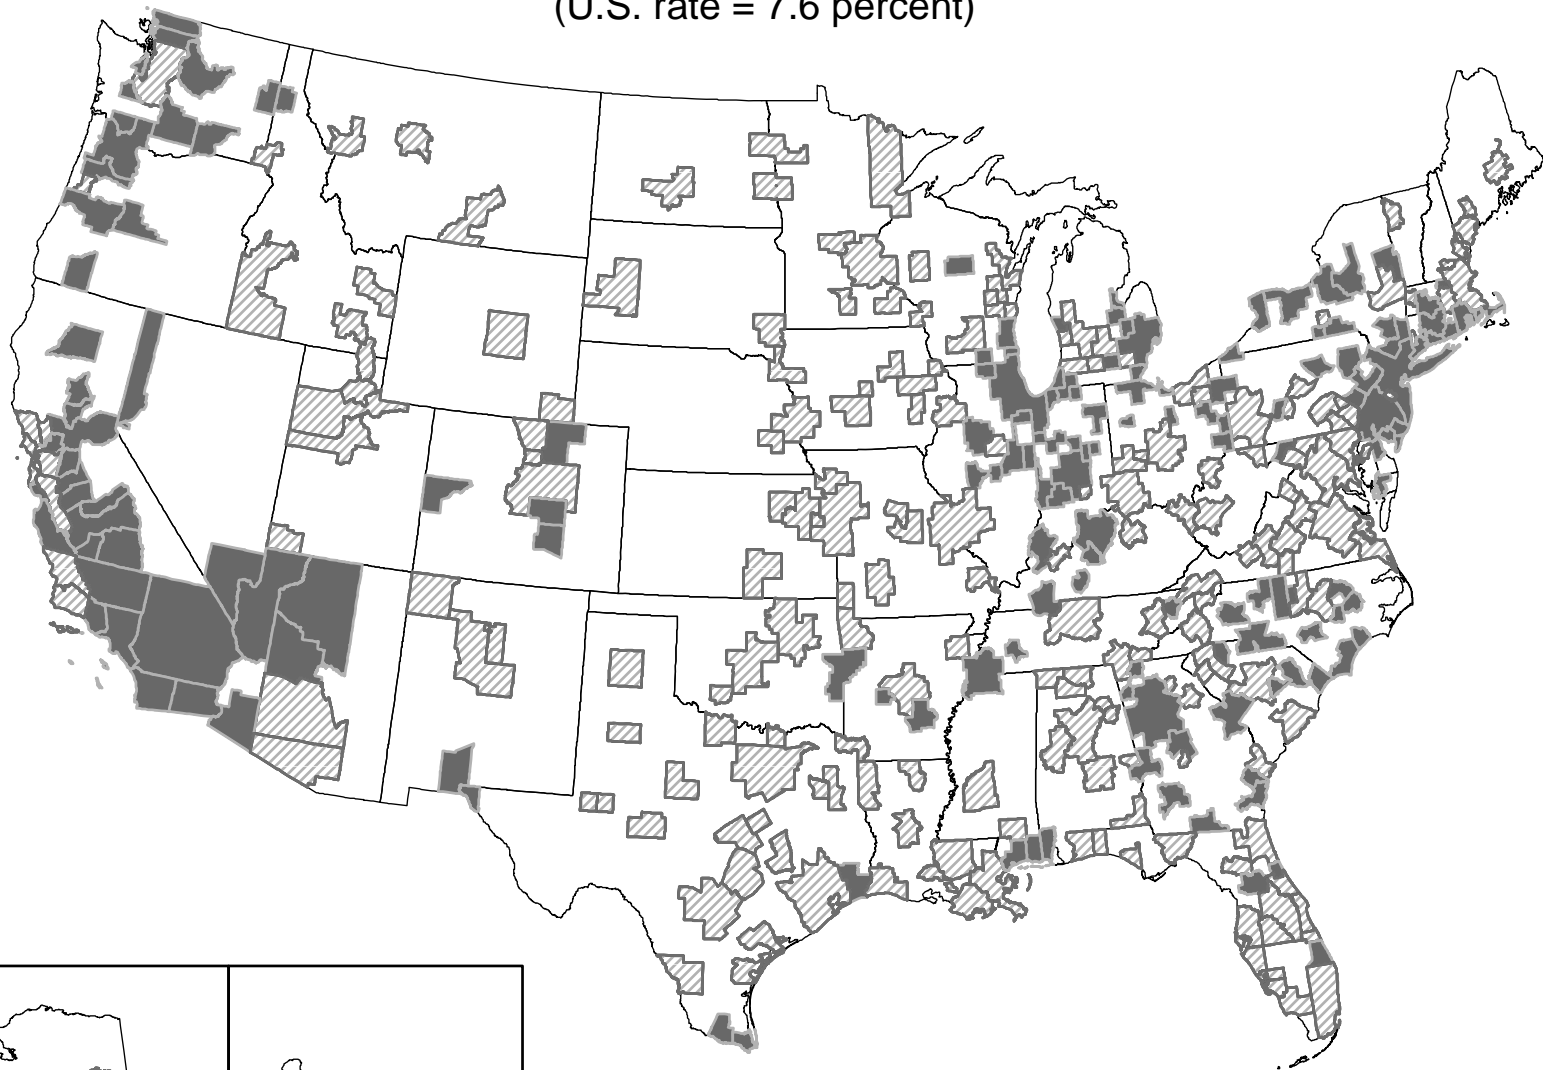 (U.S. rate = 7.6 percent)